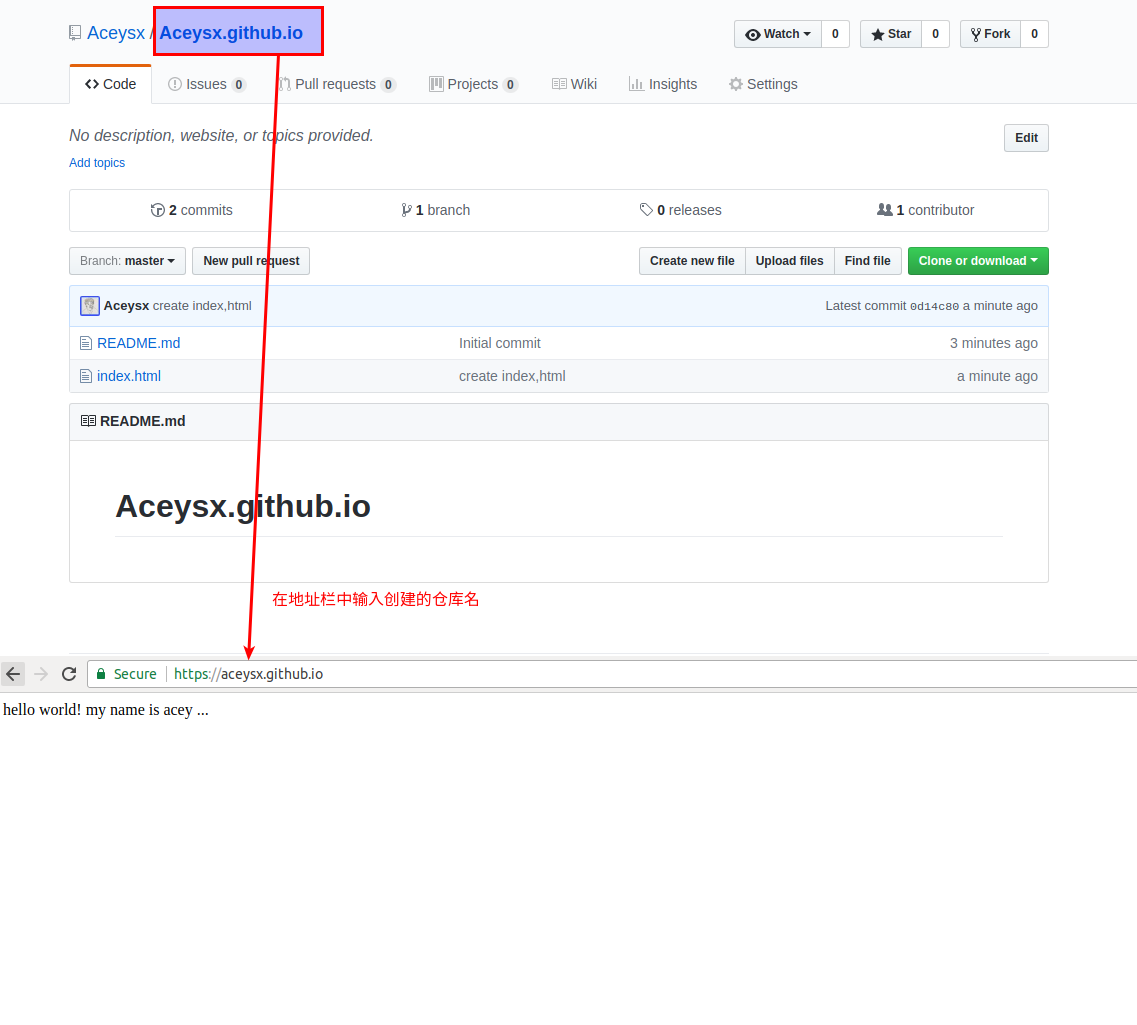 Aceysx / Aceysx.github.io Watch 0 Star 0 Fork 0
Code Issues 0 Pull requests 0 Projects 0 Wiki Insights Settings
No description, website, or topics provided. Edit
Add topics
2 commits 1 branch 0 releases 1 contributor
Branch: master New pull request Create new file Upload files Find file Clone or download
Aceysx create index,html Latest commit 0d14c80 a minute ago
README.md Initial commit 3 minutes ago
index.html create index,html a minute ago
README.md
Aceysx.github.io
在地址栏中输入创建的仓库名
Secure https://aceysx.github.io
hello world! my name is acey ...